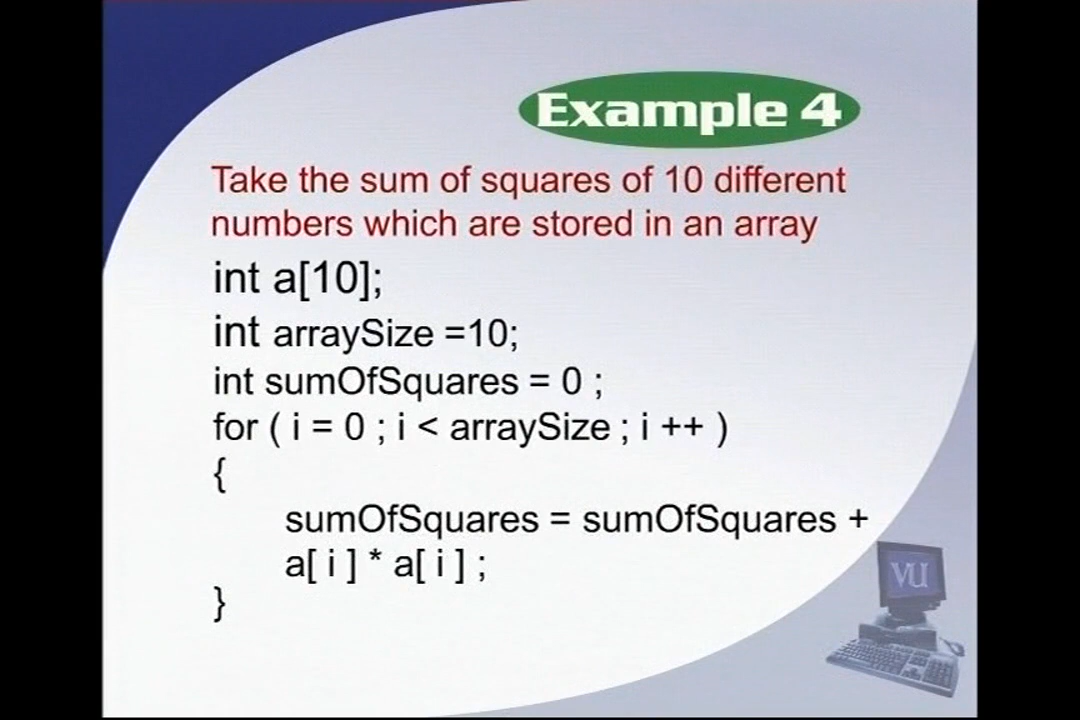 Example 4
Take the sum of squares of 10 different
numbers which are stored in an array
int a[10];
int arraySize =10;
int sumOfSquares = 0 ;
for ( i = 0 ; i < arraySize ; i ++ )
{
sumOfSquares = sumOfSquares +
a[ i ] * a[ i ] ;
}
VU